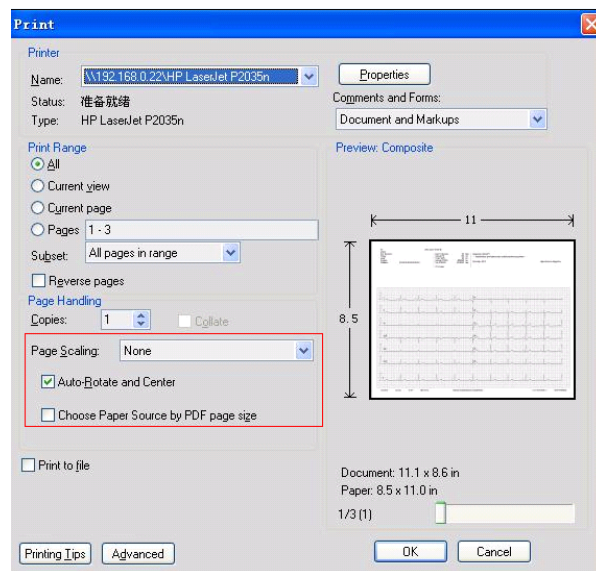 Print
Printer
Name: \\192.168.0.22\HP LaserJet P2035n
Properties
Status: 准备就绪
Comments and Forms:
Type: HP LaserJet P2035n
Document and Markups
Print Range
Preview: Composite
All
Current view
Current page
Pages 1 - 3
Subset: All pages in range
Reverse pages
11
8.5
Page Handling
Copies: 1
Collate
Page Scaling: None
Auto-Rotate and Center
Choose Paper Source by PDF page size
Print to file
Document: 11.1 x 8.6 in
Paper: 8.5 x 11.0 in
1/3 (1)
Printing Tips
Advanced
OK
Cancel